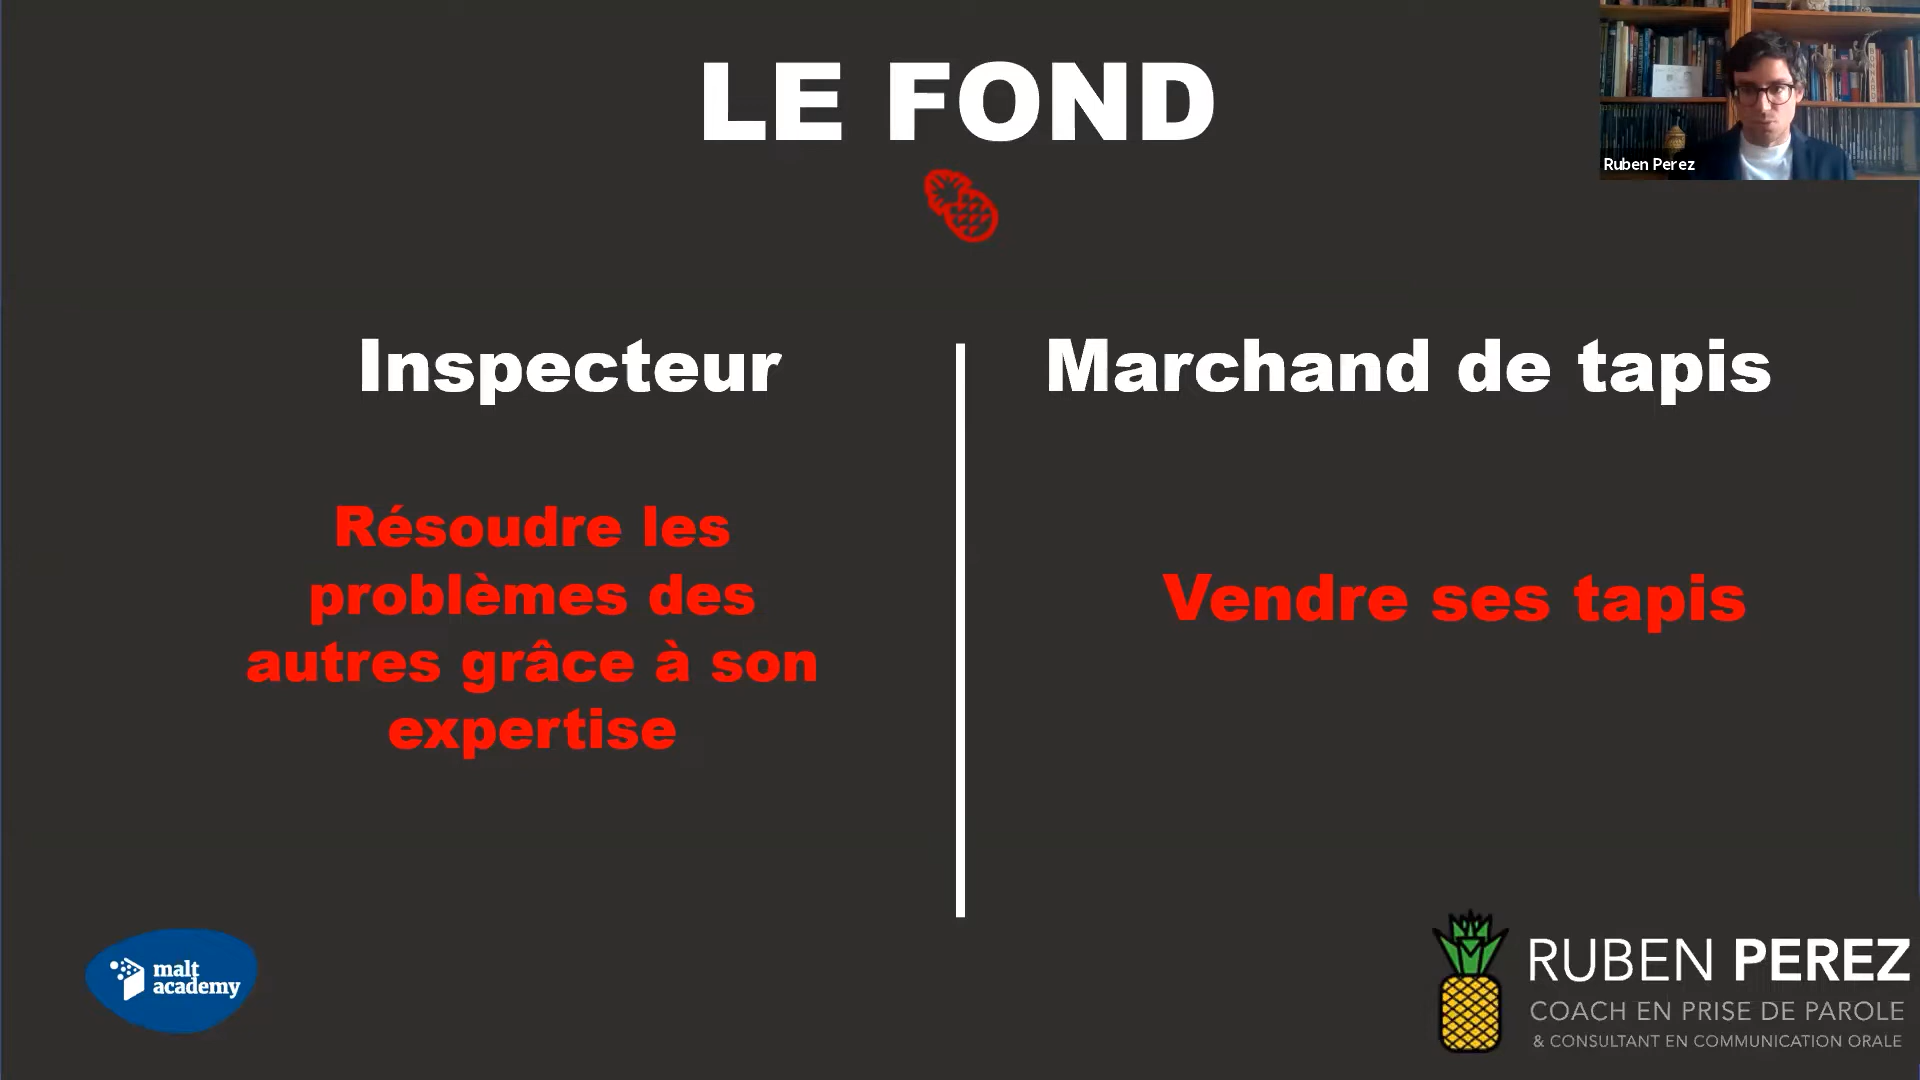 LE FOND
Ruben Perez
Inspecteur
Résoudre les
problèmes des
autres grâce à son
expertise
Marchand de tapis
Vendre ses tapis
malt
academy
RUBEN PEREZ
COACH EN PRISE DE PAROLE
& CONSULTANT EN COMMUNICATION ORALE